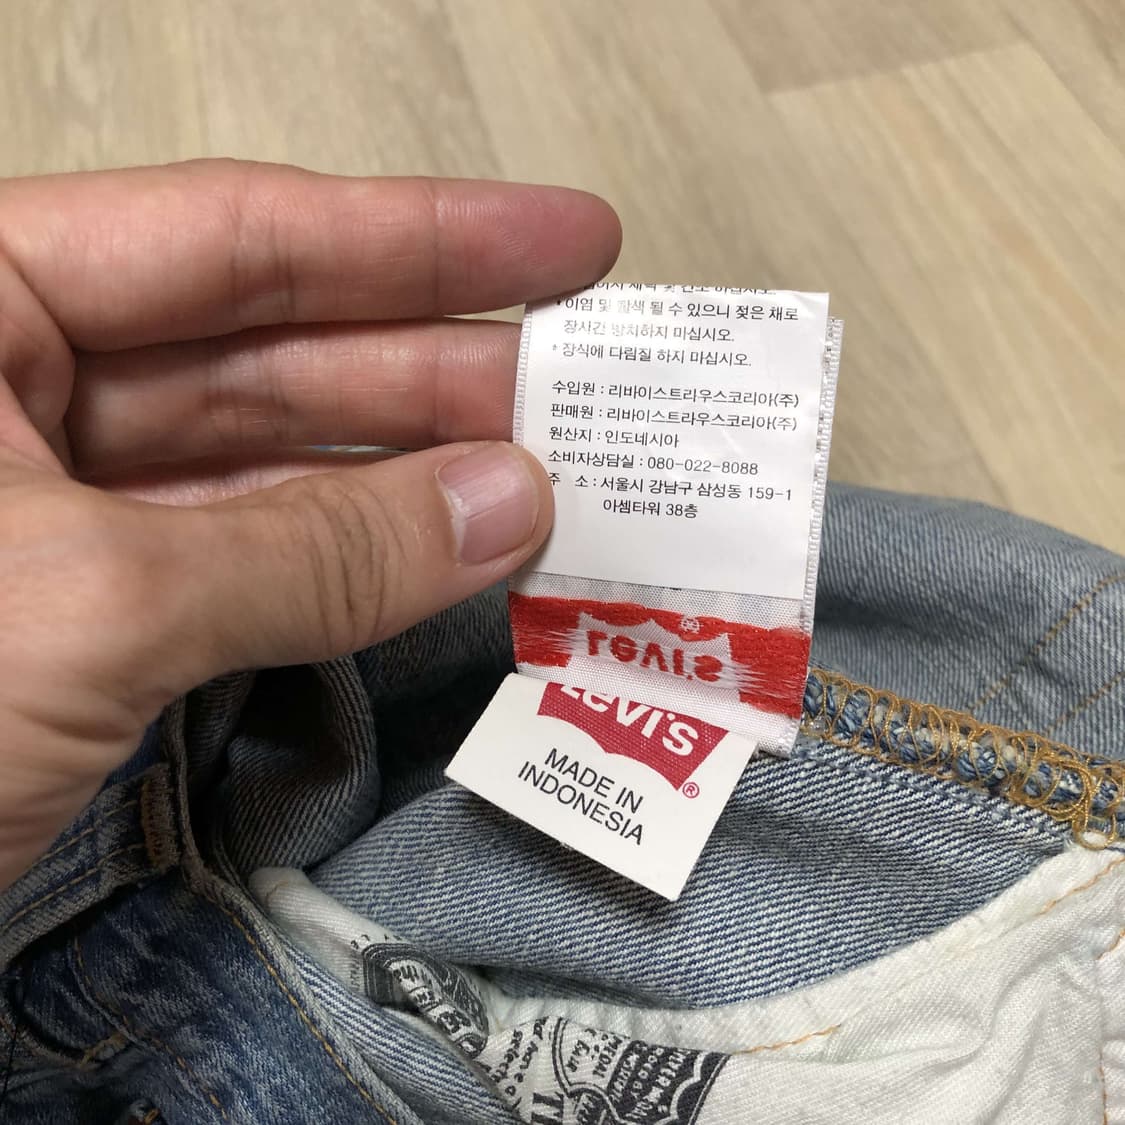 • 이염 및 탈색 될 수 있으니 젖은 채로
장시간 방치하지 마십시오.
* 장식에 다림질 하지 마십시오.
수입원 : 리바이스트라우스코리아(주)
판매원 : 리바이스트라우스코리아(주)
원산지 : 인도네시아
소비자상담실 : 080-022-8088
주 소 : 서울시 강남구 삼성동 159-1
아셈타워 38층
Levi's
Levi's ®
MADE IN
INDONESIA